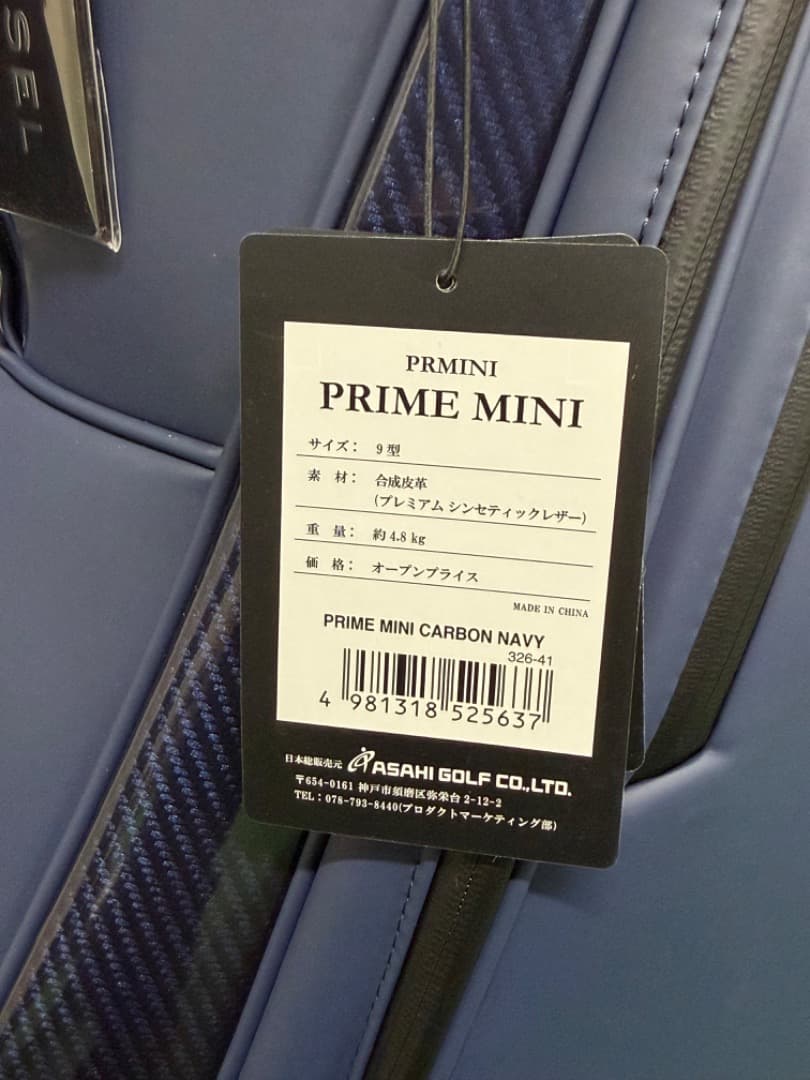 SEL
PRMINI
PRIME MINI
サイズ： 9型
素 材： 合成皮革
(プレミアム シンセティックレザー)
重 量： 約4.8 kg
価 格： オープンプライス
MADE IN CHINA
PRIME MINI CARBON NAVY
326-41
4 981318 525637
日本総販売元 ASAHI GOLF CO.,LTD.
〒654-0161 神戸市須磨区弥栄台2-12-2
TEL：078-793-8440(プロダクトマーケティング部)